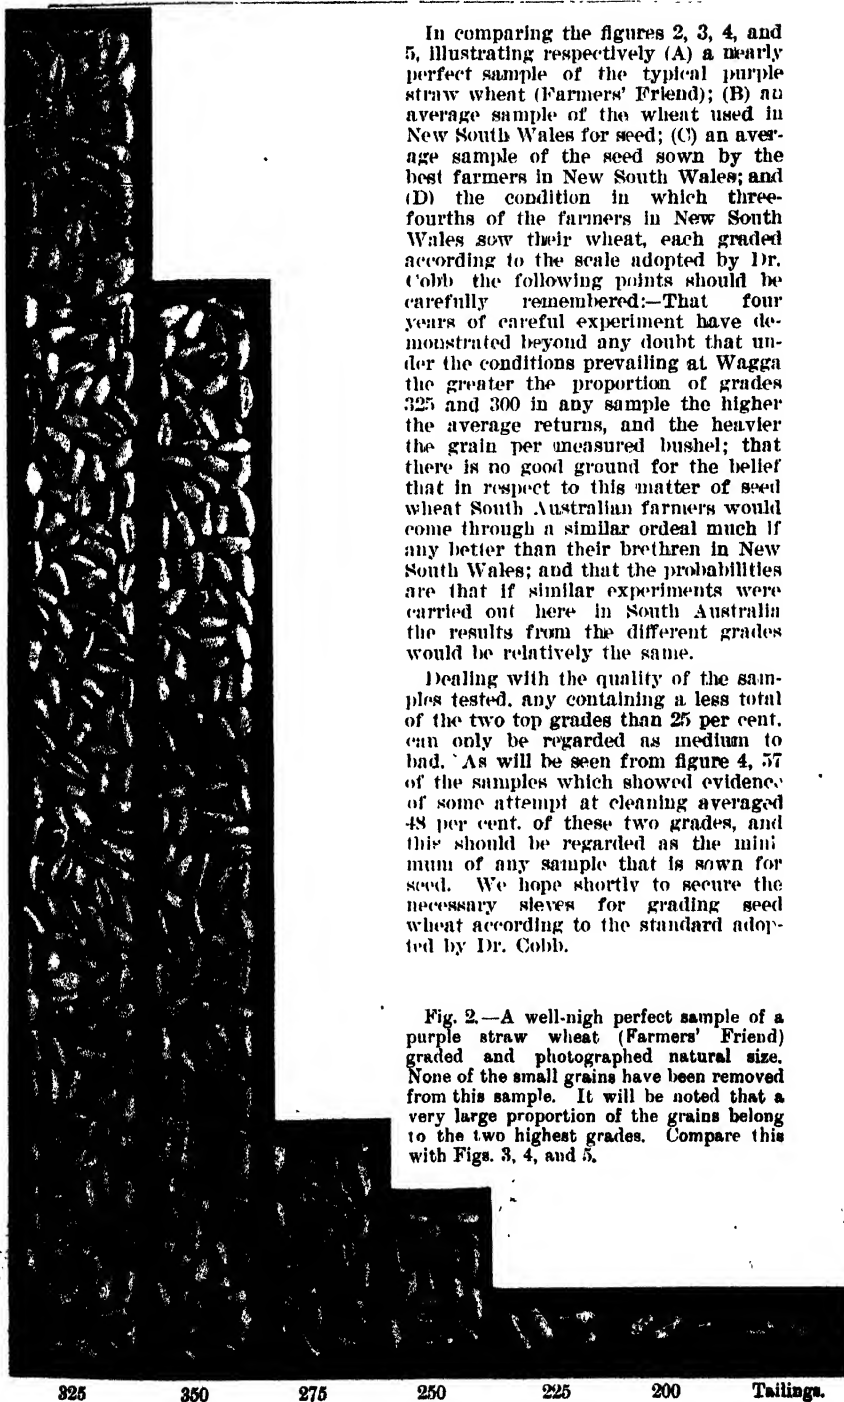 In comparing the figures 2, 3, 4, and
5, illustrating respectively (A) a nearly
perfect sample of the typical purple
straw wheat (Farmers' Friend); (B) an
average sample of the wheat used in
New South Wales for seed; (C) an aver-
age sample of the seed sown by the
best farmers in New South Wales; and
(D) the condition in which three-
fourths of the farmers in New South
Wales sow their wheat, each graded
according to the scale adopted by Dr.
Cobb the following points should be
carefully remembered:—That four
years of careful experiment have de-
monstrated beyond any doubt that un-
der the conditions prevailing at Wagga
the greater the proportion of grades
325 and 300 in any sample the higher
the average returns, and the heavier
the grain per measured bushel; that
there is no good ground for the belief
that in respect to this matter of seed
wheat South Australian farmers would
come through a similar ordeal much if
any better than their brethren in New
South Wales; and that the probabilities
are that if similar experiments were
carried out here in South Australia
the results from the different grades
would be relatively the same.
Dealing with the quality of the sam-
ples tested, any containing a less total
of the two top grades than 25 per cent.
can only be regarded as medium to
bad. As will be seen from figure 4, 57
of the samples which showed evidence
of some attempt at cleaning averaged
48 per cent. of these two grades, and
this should be regarded as the mini
mum of any sample that is sown for
seed. We hope shortly to secure the
necessary sieves for grading seed
wheat according to the standard adop-
ted by Dr. Cobb.
Fig. 2.—A well-nigh perfect sample of a
purple straw wheat (Farmers' Friend)
graded and photographed natural size.
None of the small grains have been removed
from this sample. It will be noted that a
very large proportion of the grains belong
to the two highest grades. Compare this
with Figs. 3, 4, and 5.
325 350 275 250 225 200 Tailings.